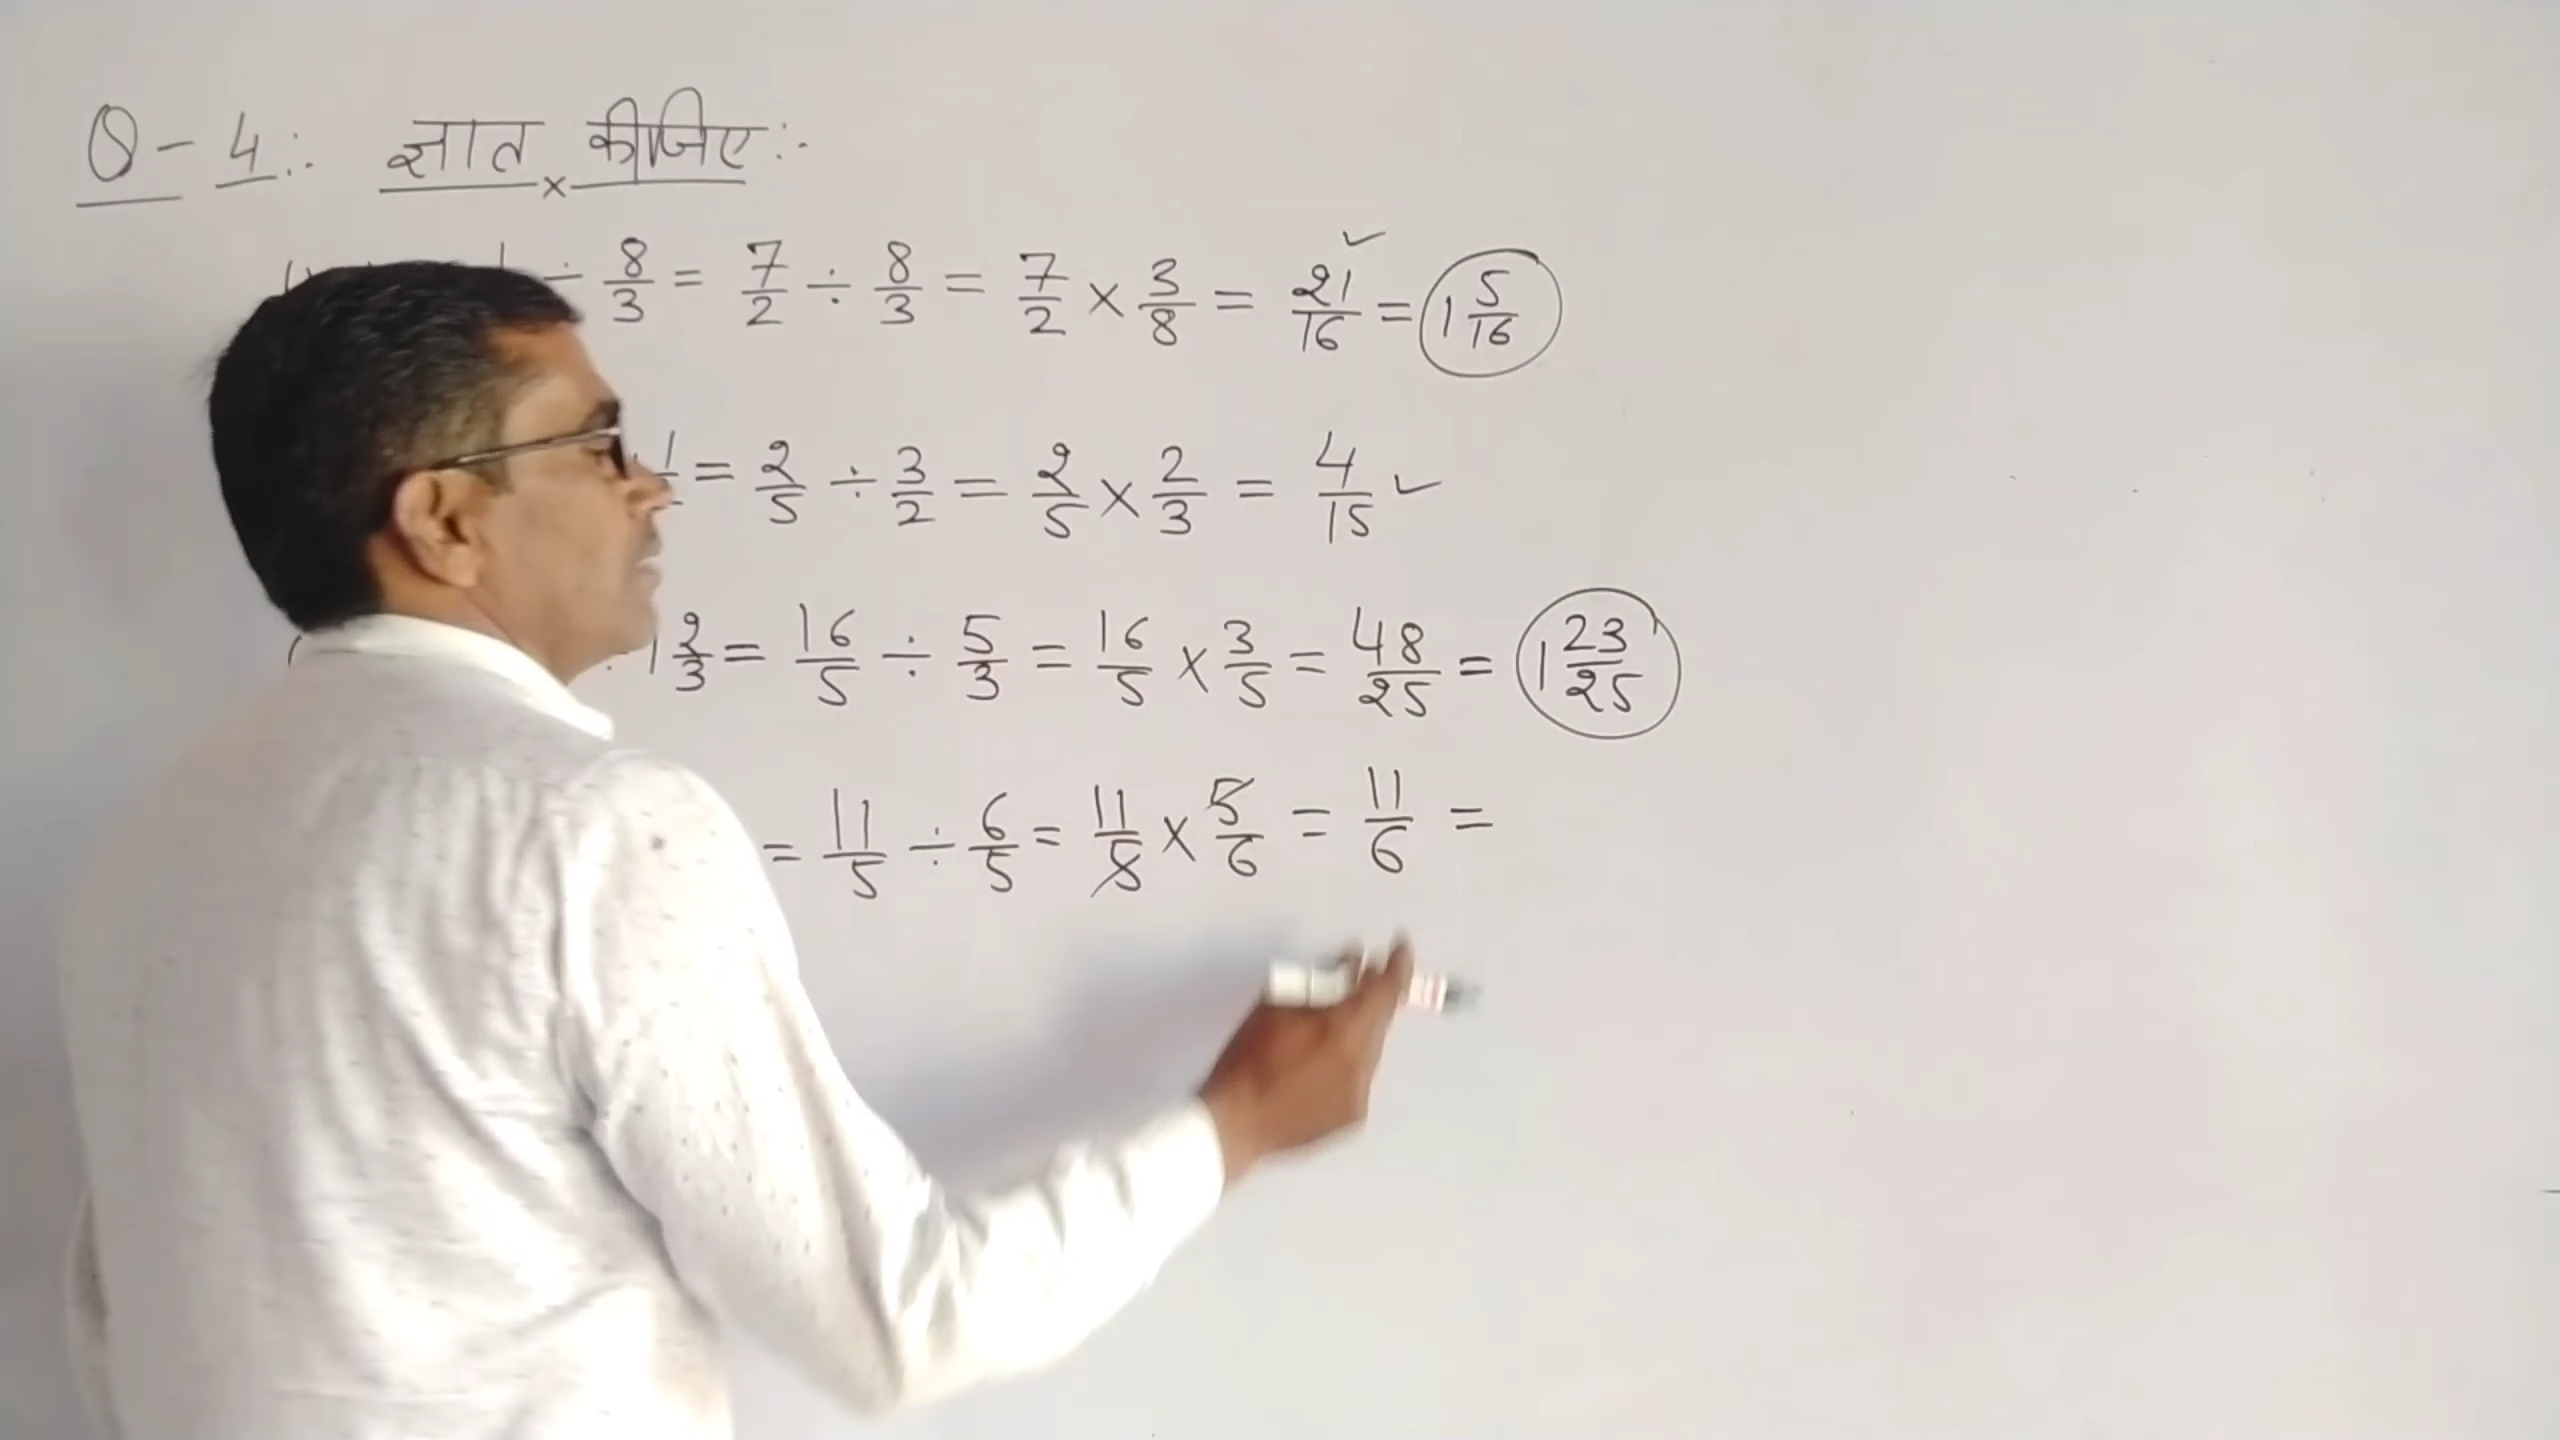 Q-4:. ज्ञात कीजिए :-
÷ 8/3 = 7/2 ÷ 8/3 = 7/2 × 3/8 = 21/16 = 1 5/16
= 2/5 ÷ 3/2 = 2/5 × 2/3 = 4/15 ✓
1 2/3 = 16/5 ÷ 5/3 = 16/5 × 3/5 = 48/25 = 1 23/25
= 11/5 ÷ 6/5 = 11/5 × 5/6 = 11/6 =